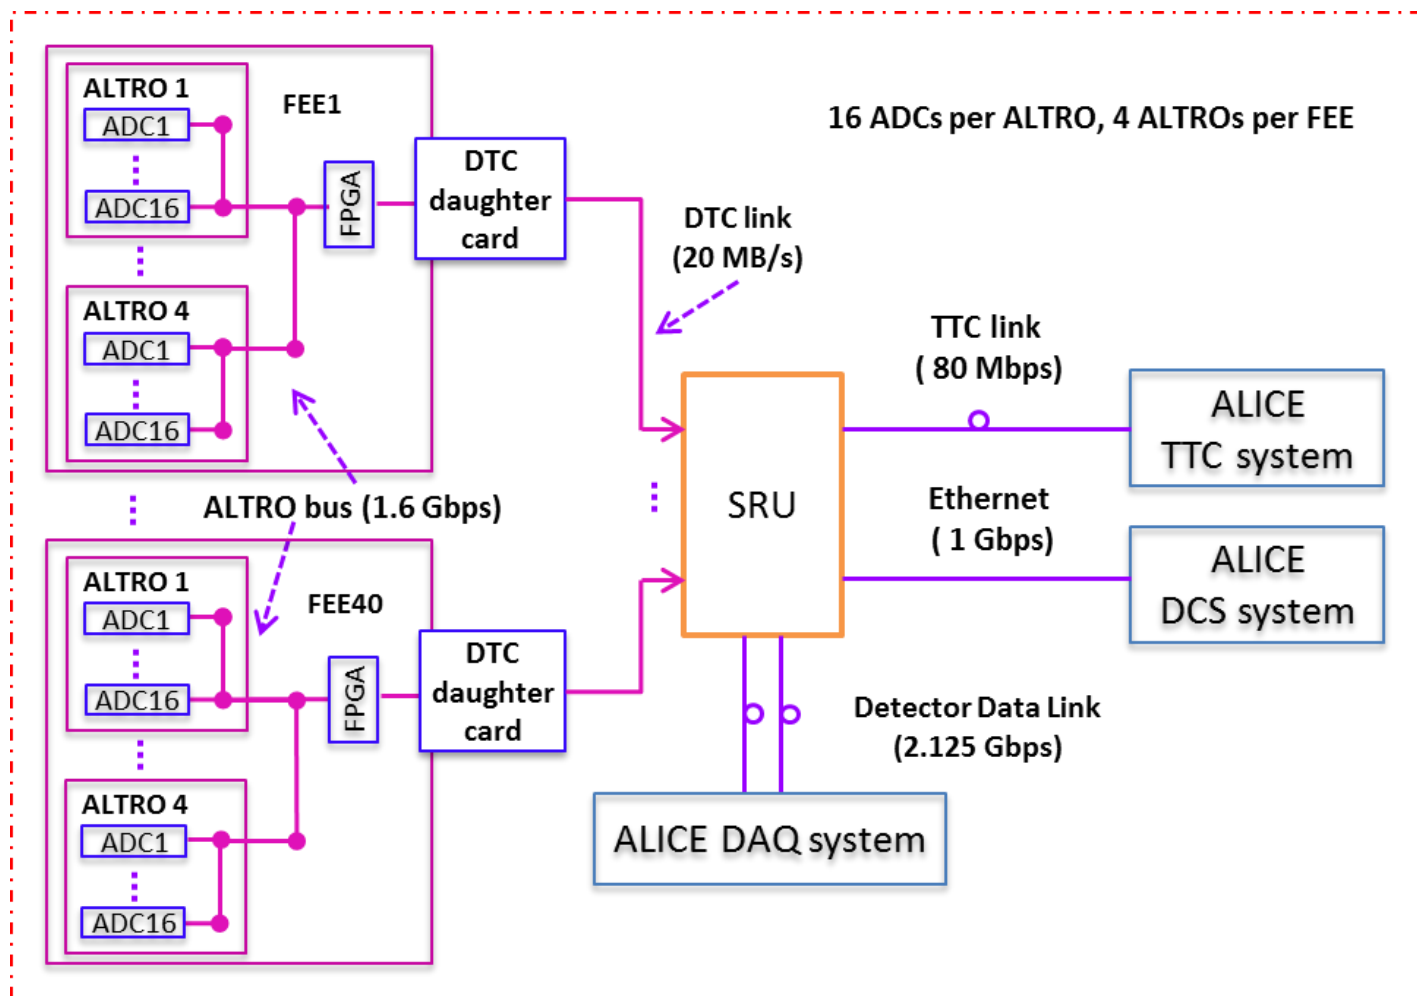 ALTRO 1
FEE1
ADC1
ADC16
FPGA
DTC
daughter
card
ALTRO 4
ADC1
ADC16
16 ADCs per ALTRO, 4 ALTROs per FEE
DTC link
(20 MB/s)
TTC link
( 80 Mbps)
ALICE
TTC system
ALTRO bus (1.6 Gbps)
SRU
Ethernet
( 1 Gbps)
ALICE
DCS system
ALTRO 1
FEE40
ADC1
ADC16
FPGA
DTC
daughter
card
ALTRO 4
ADC1
ADC16
Detector Data Link
(2.125 Gbps)
ALICE DAQ system